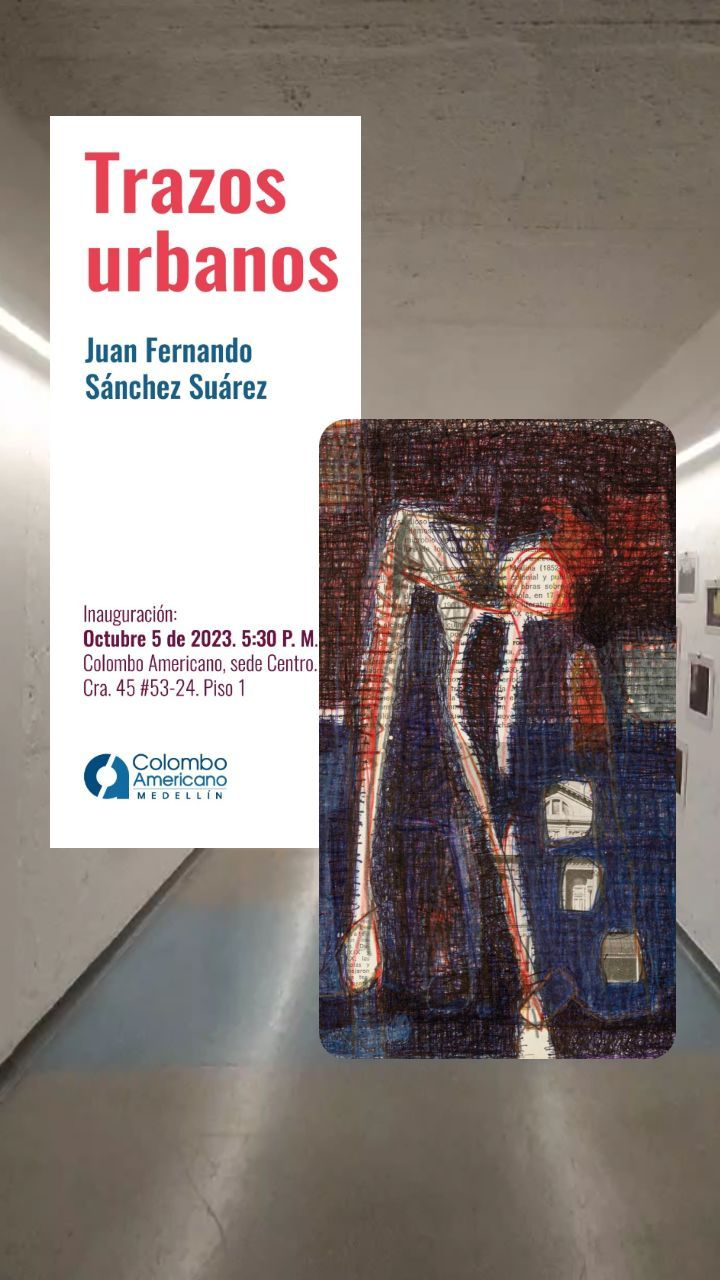 Trazos
urbanos
Juan Fernando
Sánchez Suárez
Inauguración:
Octubre 5 de 2023. 5:30 P. M.
Colombo Americano, sede Centro.
Cra. 45 #53-24. Piso 1
Colombo
Americano
MEDELLÍN